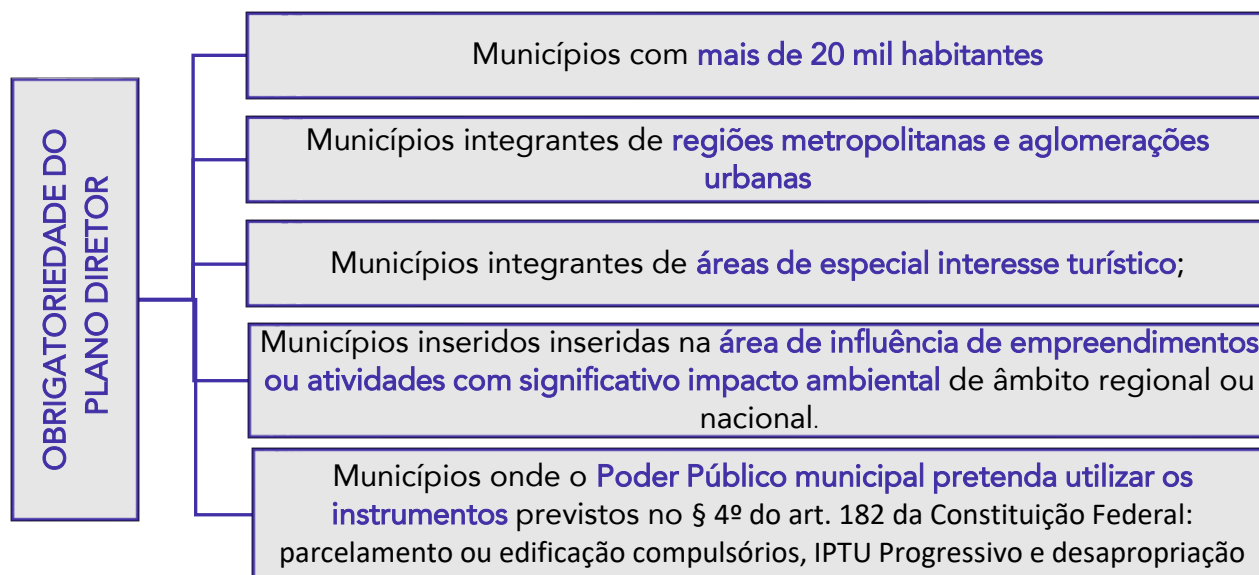 OBRIGATORIEDADE DO
PLANO DIRETOR
Municípios com mais de 20 mil habitantes
Municípios integrantes de regiões metropolitanas e aglomerações
urbanas
Municípios integrantes de áreas de especial interesse turístico;
Municípios inseridos inseridas na área de influência de empreendimentos
ou atividades com significativo impacto ambiental de âmbito regional ou
nacional.
Municípios onde o Poder Público municipal pretenda utilizar os
instrumentos previstos no § 4º do art. 182 da Constituição Federal:
parcelamento ou edificação compulsórios, IPTU Progressivo e desapropriação